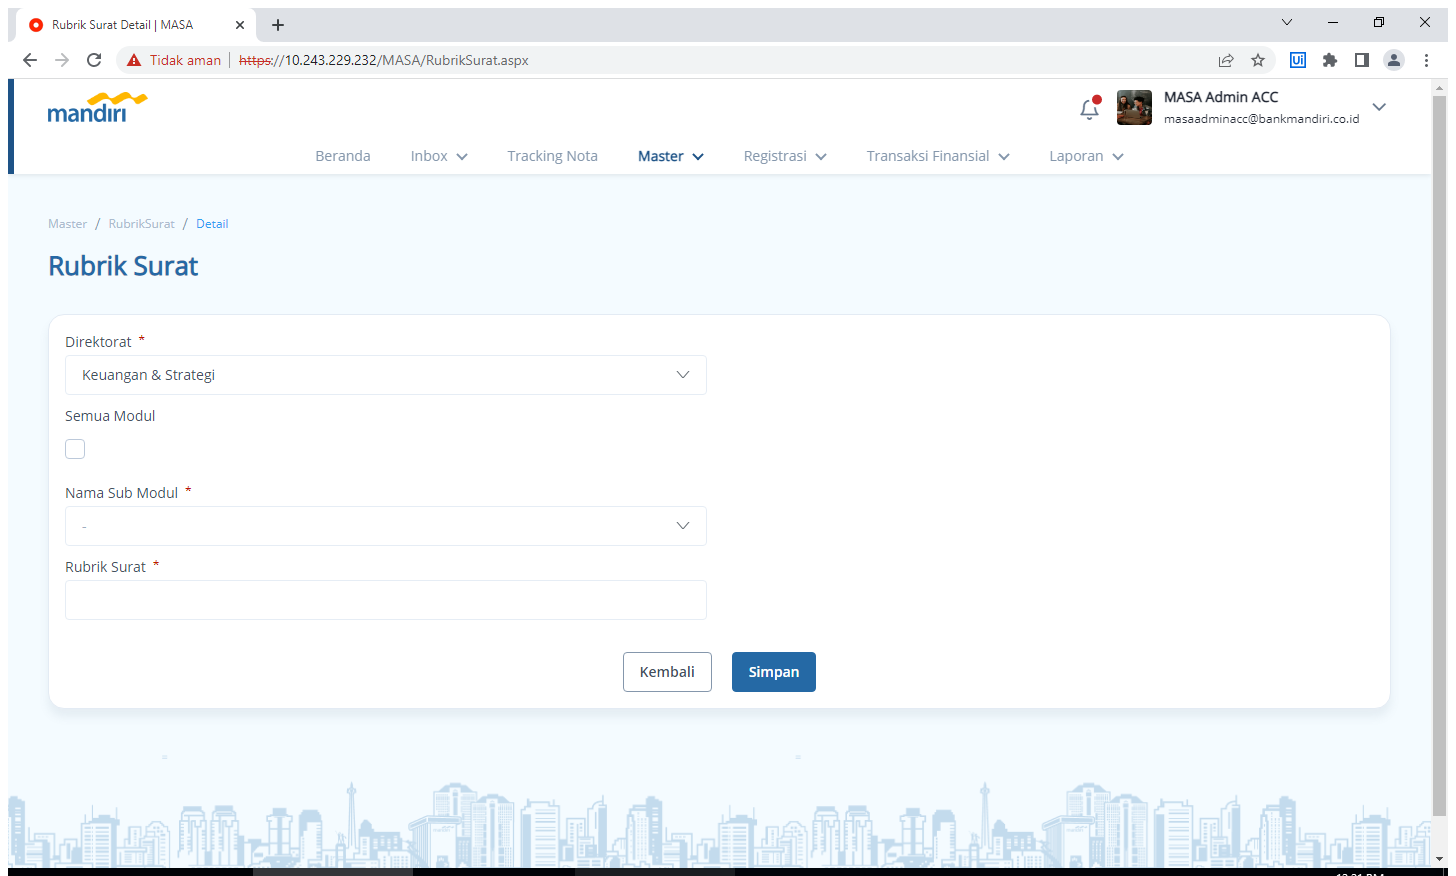 Rubrik Surat Detail | MASA
Tidak aman
https://10.243.229.232/MASA/RubrikSurat.aspx
Ui
mandiri
MASA Admin ACC
masaadminacc@bankmandiri.co.id
Beranda
Inbox
Tracking Nota
Master
Registrasi
Transaksi Finansial
Laporan
Master / RubrikSurat / Detail
Rubrik Surat
Direktorat *
Keuangan & Strategi
Semua Modul
Nama Sub Modul *
-
Rubrik Surat *
Kembali
Simpan